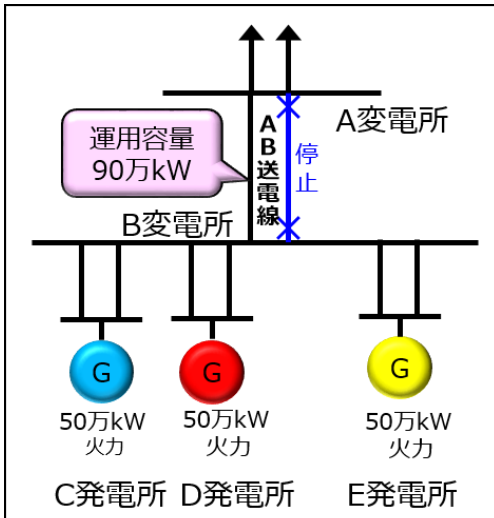 A変電所
運用容量
90万kW
AB送電線
停止
B変電所
G
G
G
50万kW
火力
50万kW
火力
50万kW
火力
C発電所
D発電所
E発電所